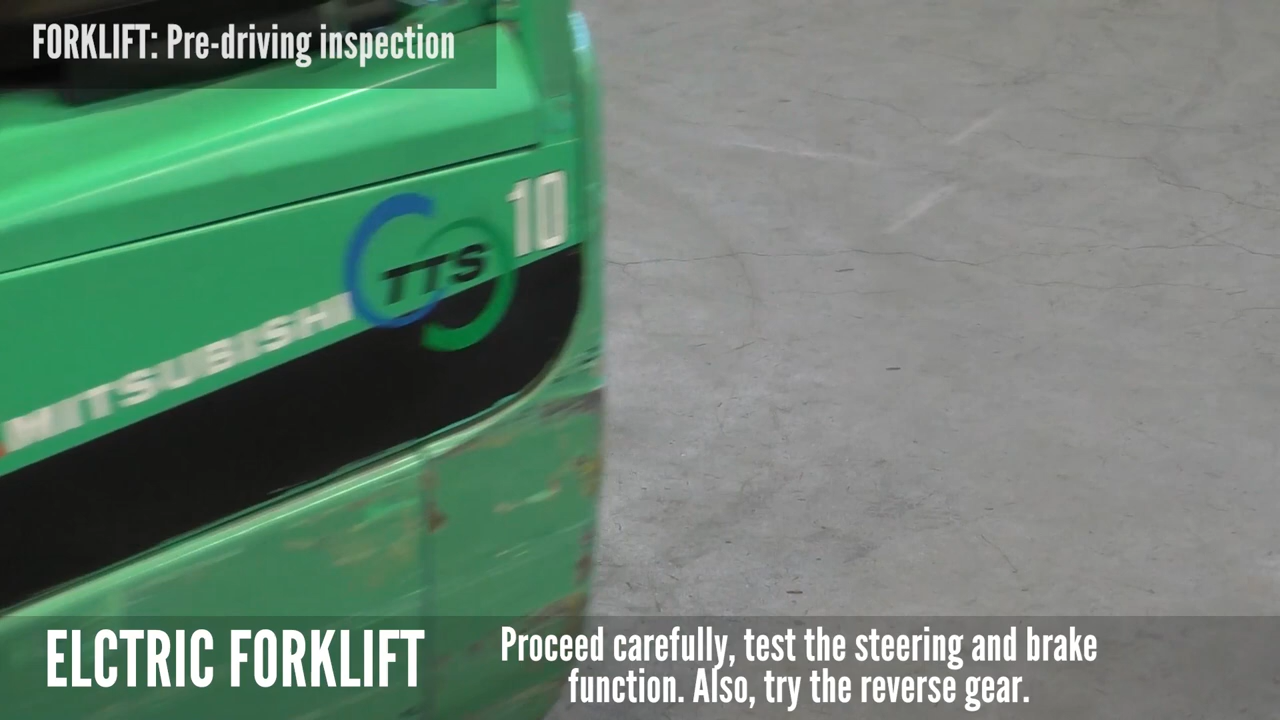 FORKLIFT: Pre-driving inspection
10
TTS
MITSUBISHI
ELCTRIC FORKLIFT
Proceed carefully, test the steering and brake
function. Also, try the reverse gear.